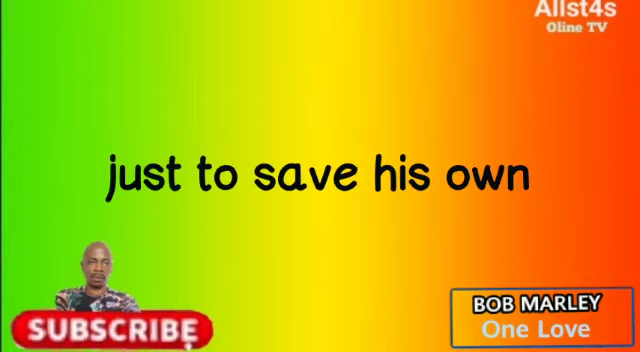 Allst4s
Oline TV
just to save his own
SUBSCRIBE
BOB MARLEY
One Love